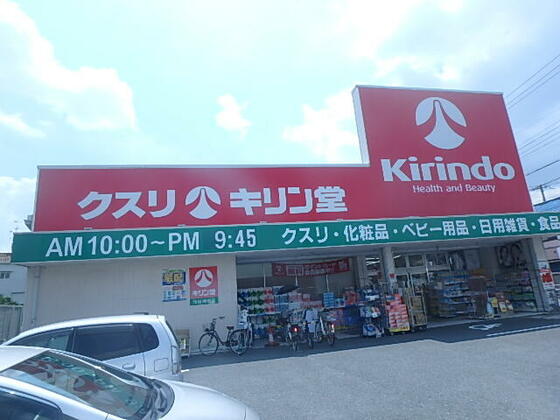 Kirindo
Health and Beauty
クスリ キリン堂
AM 10:00～PM 9:45 クスリ・化粧品・ベビー用品・日用雑貨・食品
キリン堂